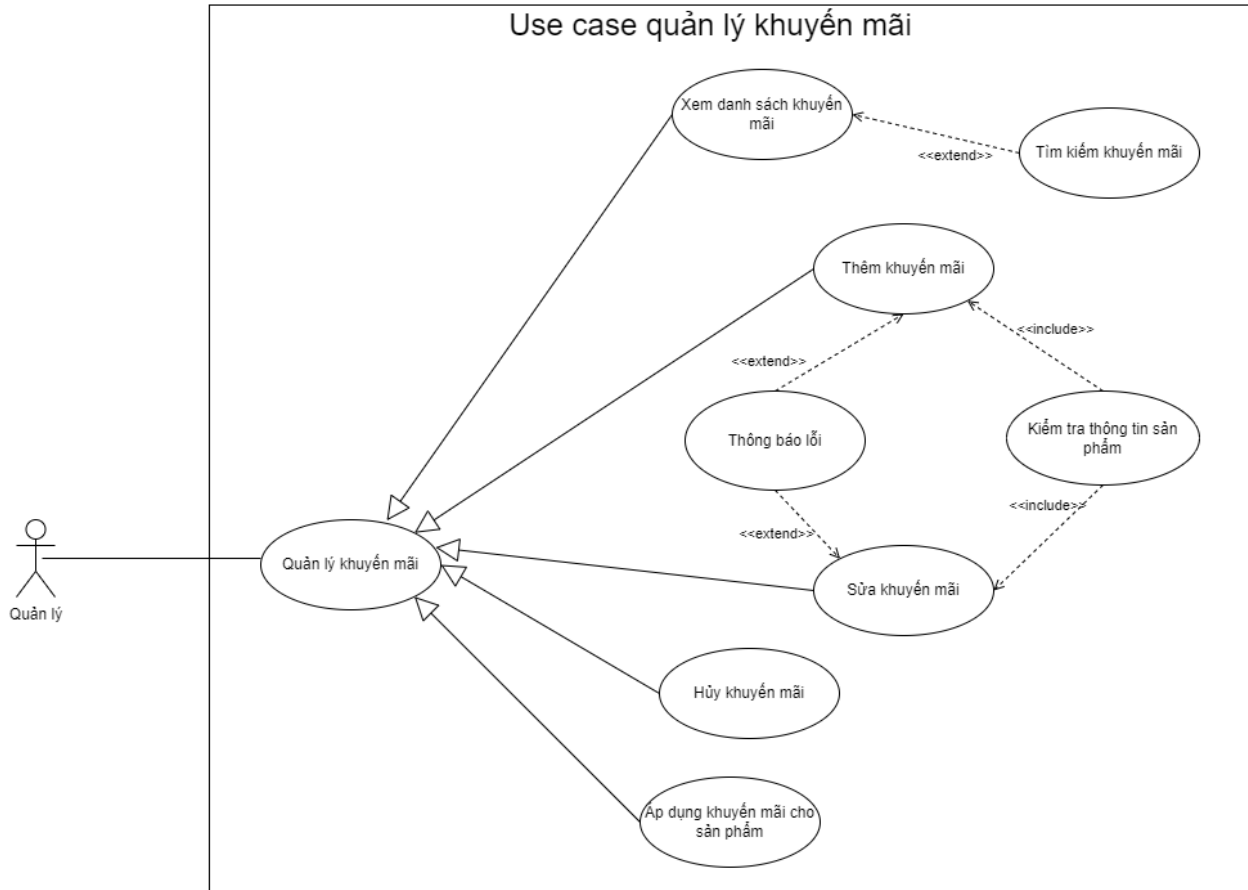 Use case quản lý khuyến mãi
Xem danh sách khuyến
mãi
<<extend>>
Tìm kiếm khuyến mãi
Thêm khuyến mãi
<<include>>
<<extend>>
Thông báo lỗi
Kiểm tra thông tin sản
phẩm
<<include>>
<<extend>>
Quản lý khuyến mãi
Sửa khuyến mãi
Quản lý
Hủy khuyến mãi
Áp dụng khuyến mãi cho
sản phẩm